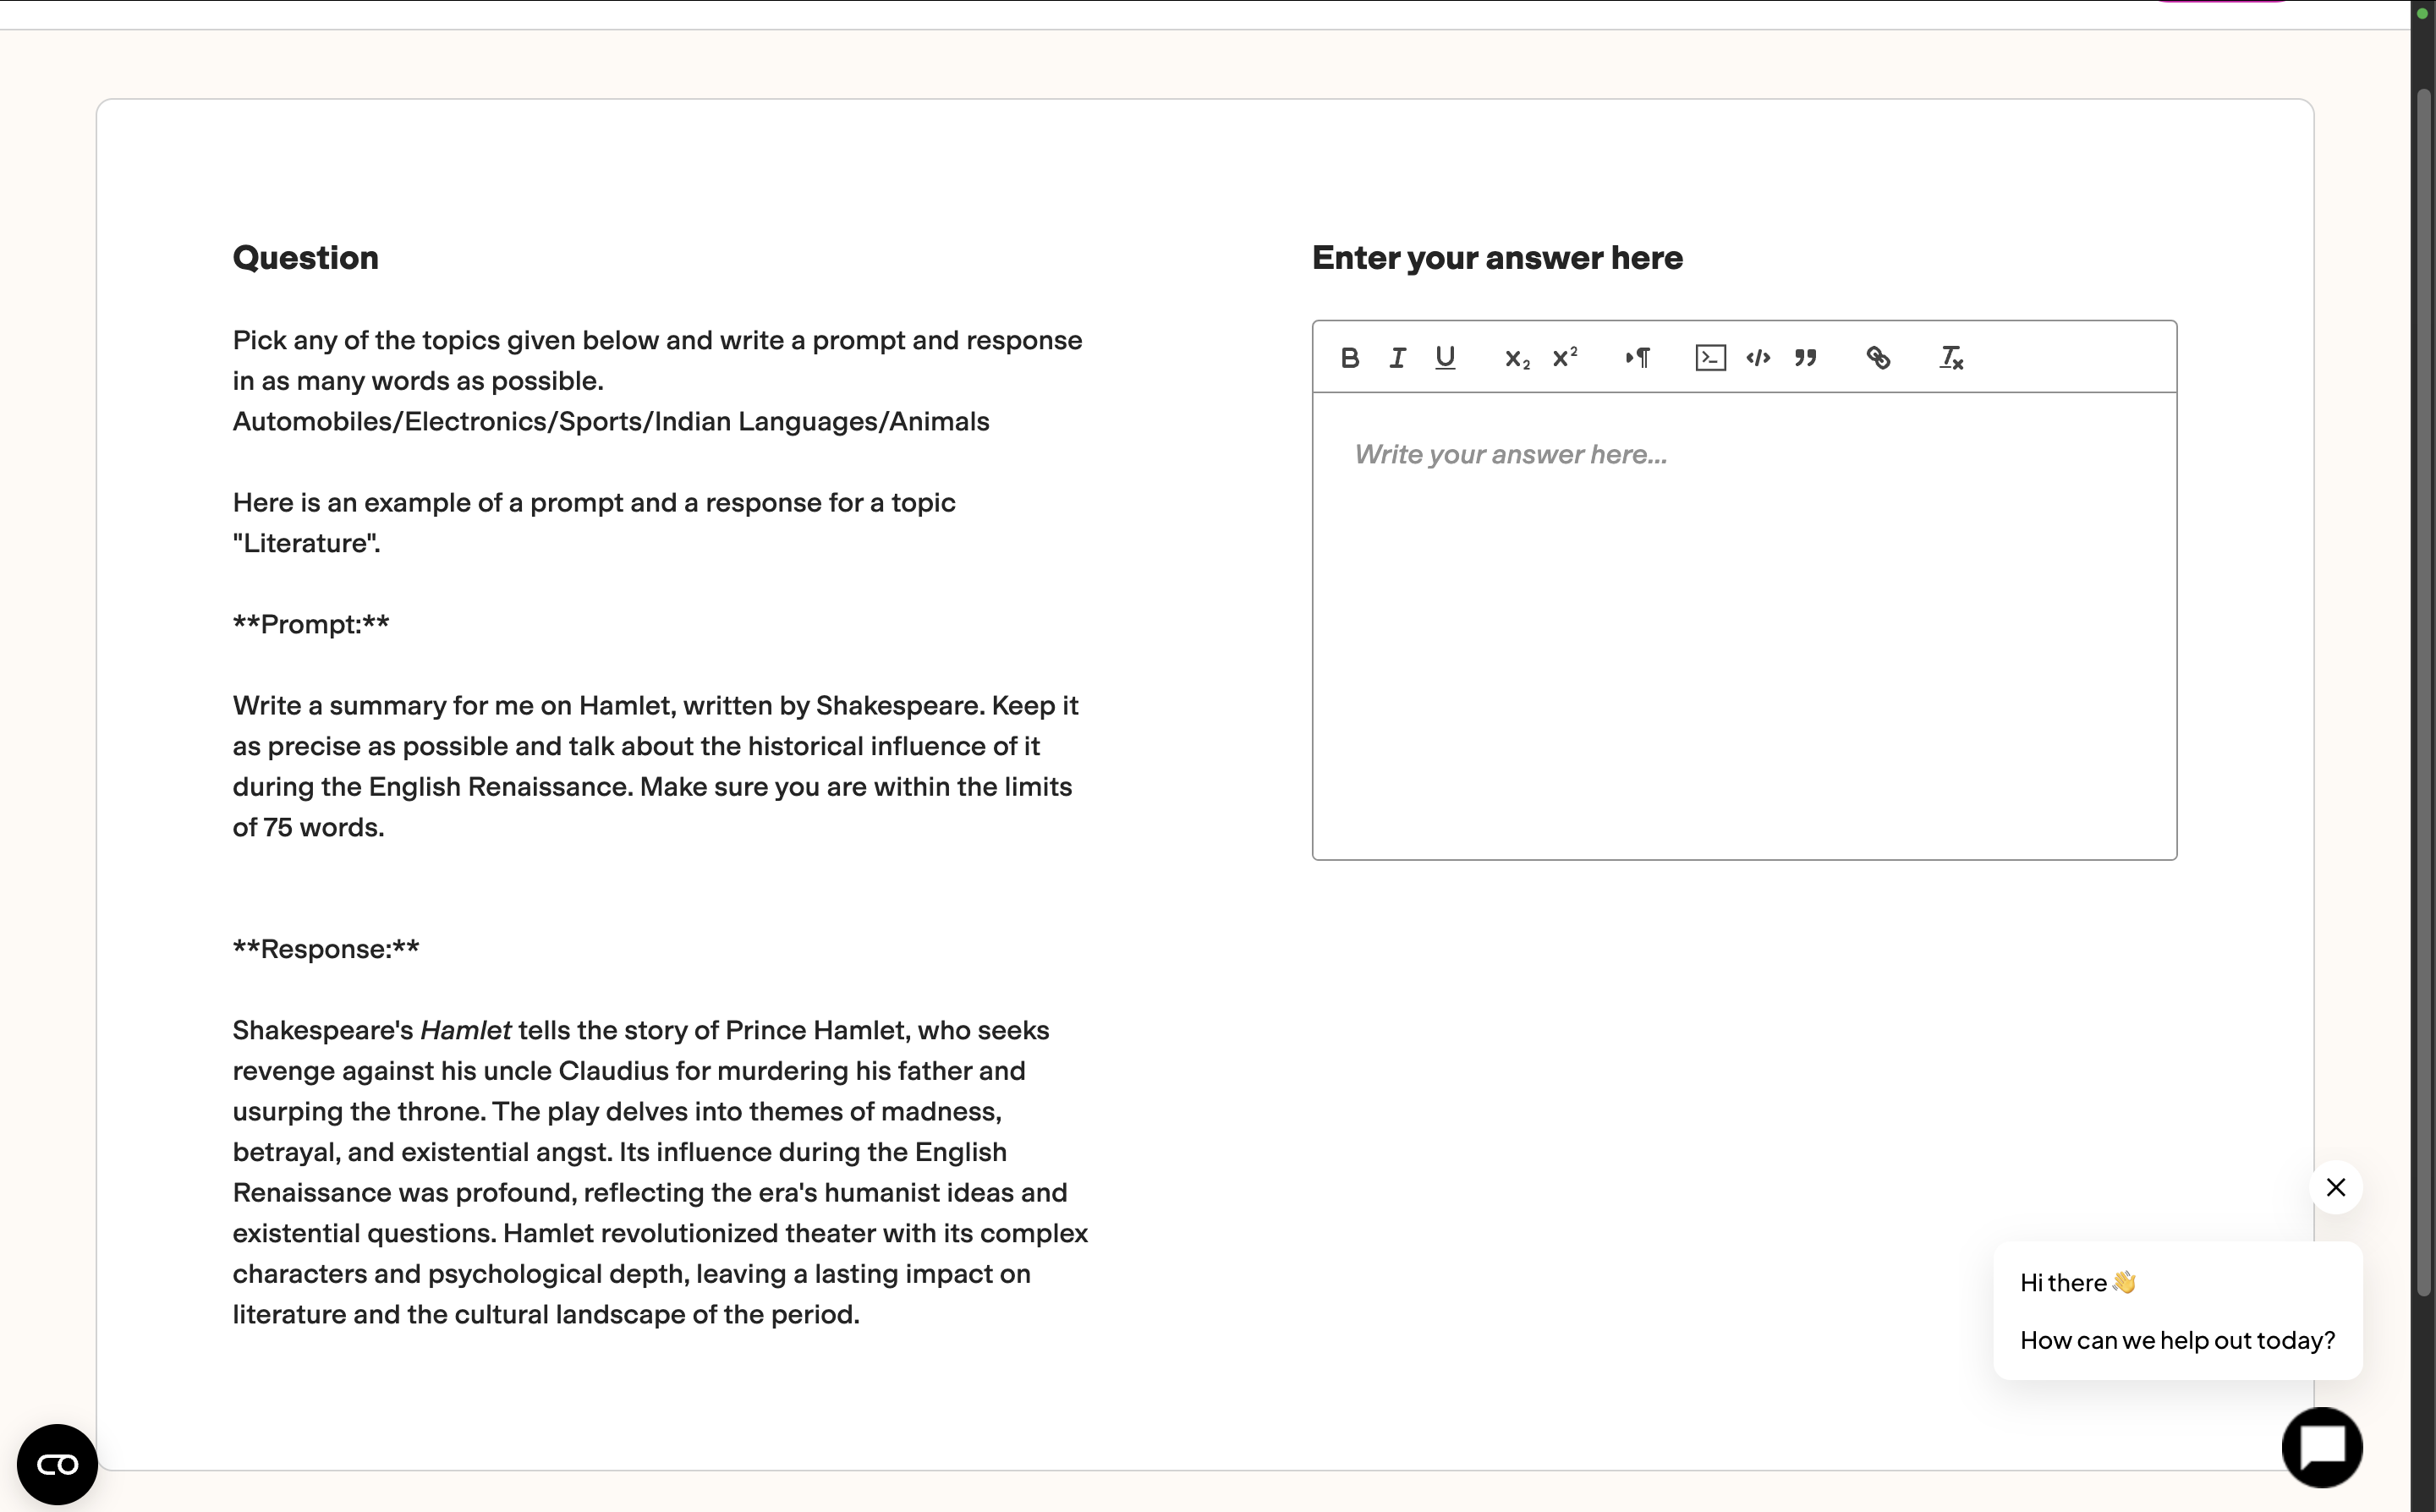 Question
Pick any of the topics given below and write a prompt and response
in as many words as possible.
Automobiles/Electronics/Sports/Indian Languages/Animals
Here is an example of a prompt and a response for a topic
"Literature".
**Prompt:**
Write a summary for me on Hamlet, written by Shakespeare. Keep it
as precise as possible and talk about the historical influence of it
during the English Renaissance. Make sure you are within the limits
of 75 words.
**Response:**
Shakespeare's Hamlet tells the story of Prince Hamlet, who seeks
revenge against his uncle Claudius for murdering his father and
usurping the throne. The play delves into themes of madness,
betrayal, and existential angst. Its influence during the English
Renaissance was profound, reflecting the era's humanist ideas and
existential questions. Hamlet revolutionized theater with its complex
characters and psychological depth, leaving a lasting impact on
literature and the cultural landscape of the period.
Enter your answer here
B I U x₂ x² ¶ </> ”
Write your answer here...
Hi there 👋
How can we help out today?